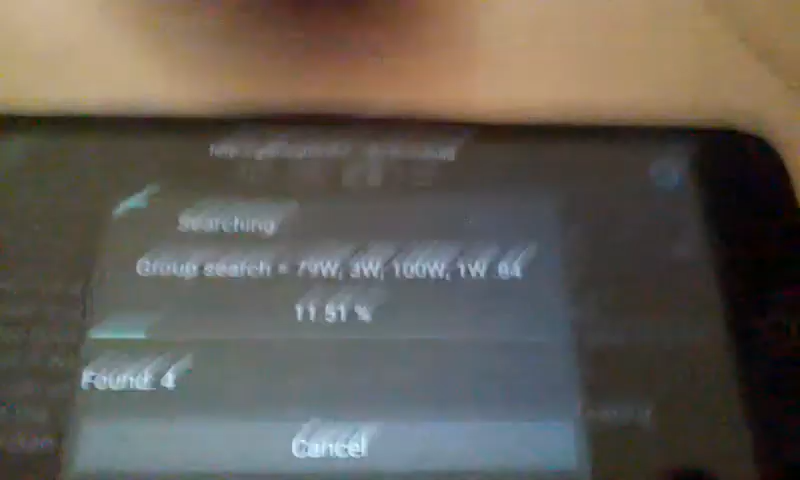 Searching
Group search = 79W, 3W, 100W, 1W :64
11.51 %
Found: 4
Cancel